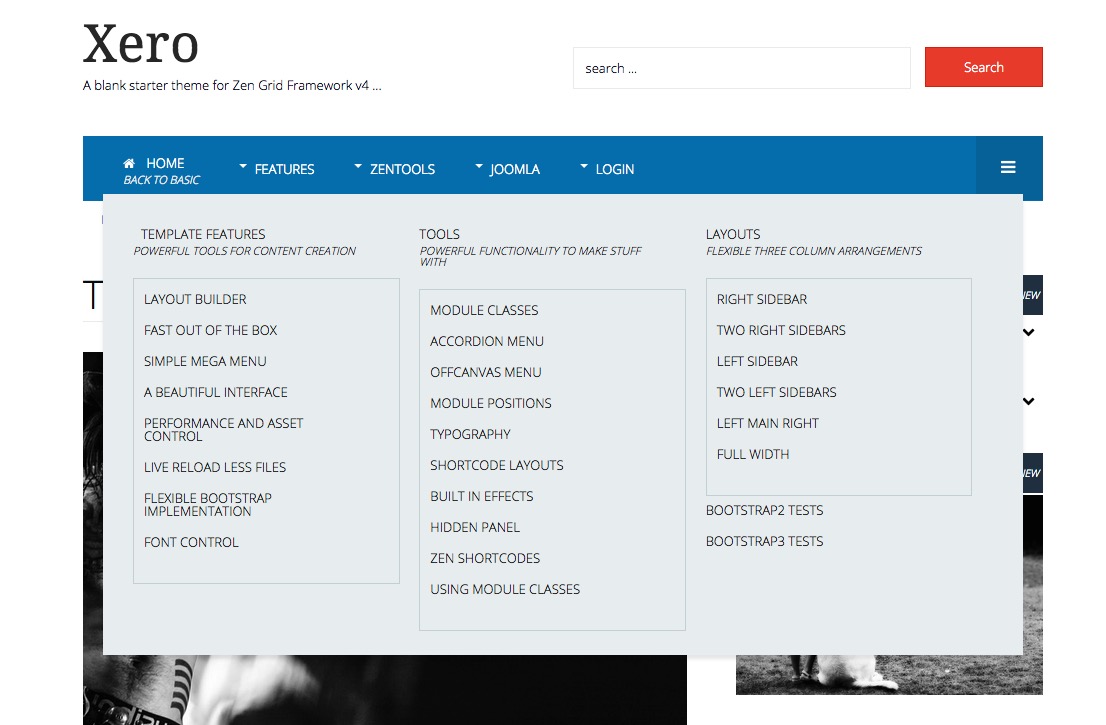 Xero
A blank starter theme for Zen Grid Framework v4 ...
search ...
Search
HOME
BACK TO BASIC
FEATURES
ZENTOOLS
JOOMLA
LOGIN
TEMPLATE FEATURES
POWERFUL TOOLS FOR CONTENT CREATION
LAYOUT BUILDER
FAST OUT OF THE BOX
SIMPLE MEGA MENU
A BEAUTIFUL INTERFACE
PERFORMANCE AND ASSET
CONTROL
LIVE RELOAD LESS FILES
FLEXIBLE BOOTSTRAP
IMPLEMENTATION
FONT CONTROL
TOOLS
POWERFUL FUNCTIONALITY TO MAKE STUFF
WITH
MODULE CLASSES
ACCORDION MENU
OFFCANVAS MENU
MODULE POSITIONS
TYPOGRAPHY
SHORTCODE LAYOUTS
BUILT IN EFFECTS
HIDDEN PANEL
ZEN SHORTCODES
USING MODULE CLASSES
LAYOUTS
FLEXIBLE THREE COLUMN ARRANGEMENTS
RIGHT SIDEBAR
TWO RIGHT SIDEBARS
LEFT SIDEBAR
TWO LEFT SIDEBARS
LEFT MAIN RIGHT
FULL WIDTH
BOOTSTRAP2 TESTS
BOOTSTRAP3 TESTS
T
NEW
NEW